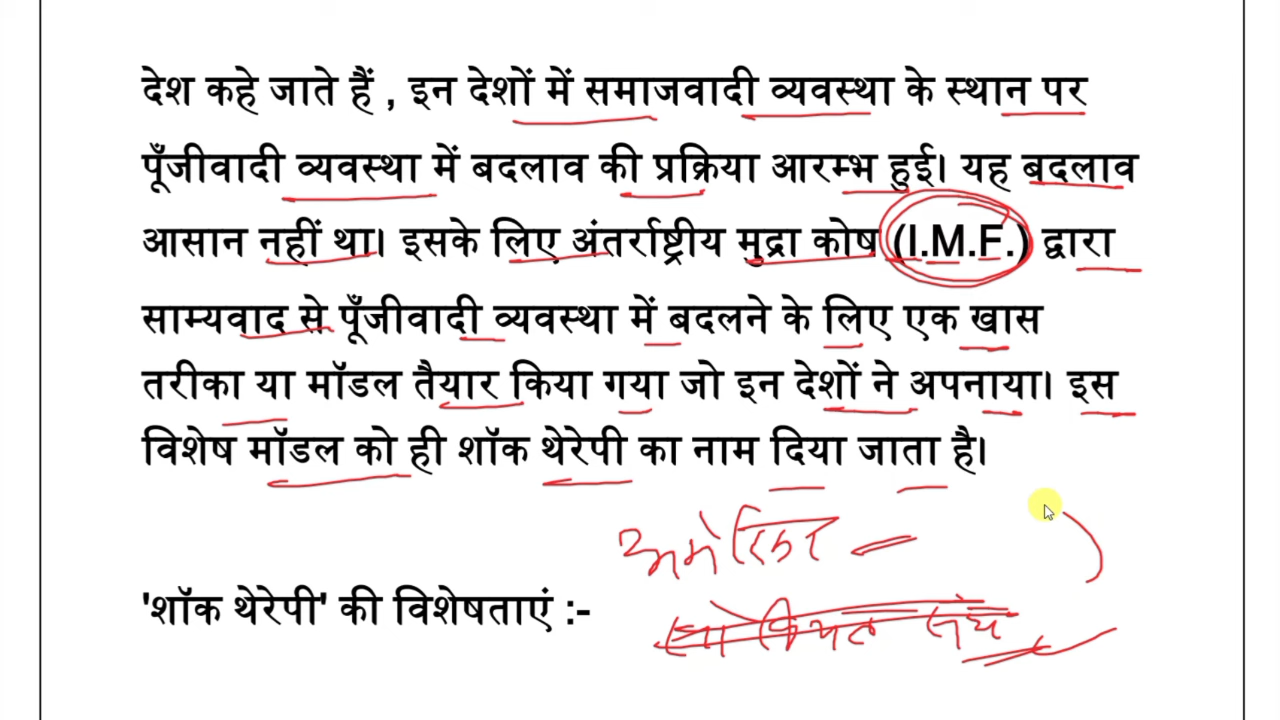 देश कहे जाते हैं , इन देशों में समाजवादी व्यवस्था के स्थान पर
पूँजीवादी व्यवस्था में बदलाव की प्रक्रिया आरम्भ हुई। यह बदलाव
आसान नहीं था। इसके लिए अंतर्राष्ट्रीय मुद्रा कोष (I.M.F.) द्वारा
साम्यवाद से पूँजीवादी व्यवस्था में बदलने के लिए एक खास
तरीका या मॉडल तैयार किया गया जो इन देशों ने अपनाया। इस
विशेष मॉडल को ही शॉक थेरेपी का नाम दिया जाता है।
अमेरिका
'शॉक थेरेपी' की विशेषताएं :-
सोवियत संघ